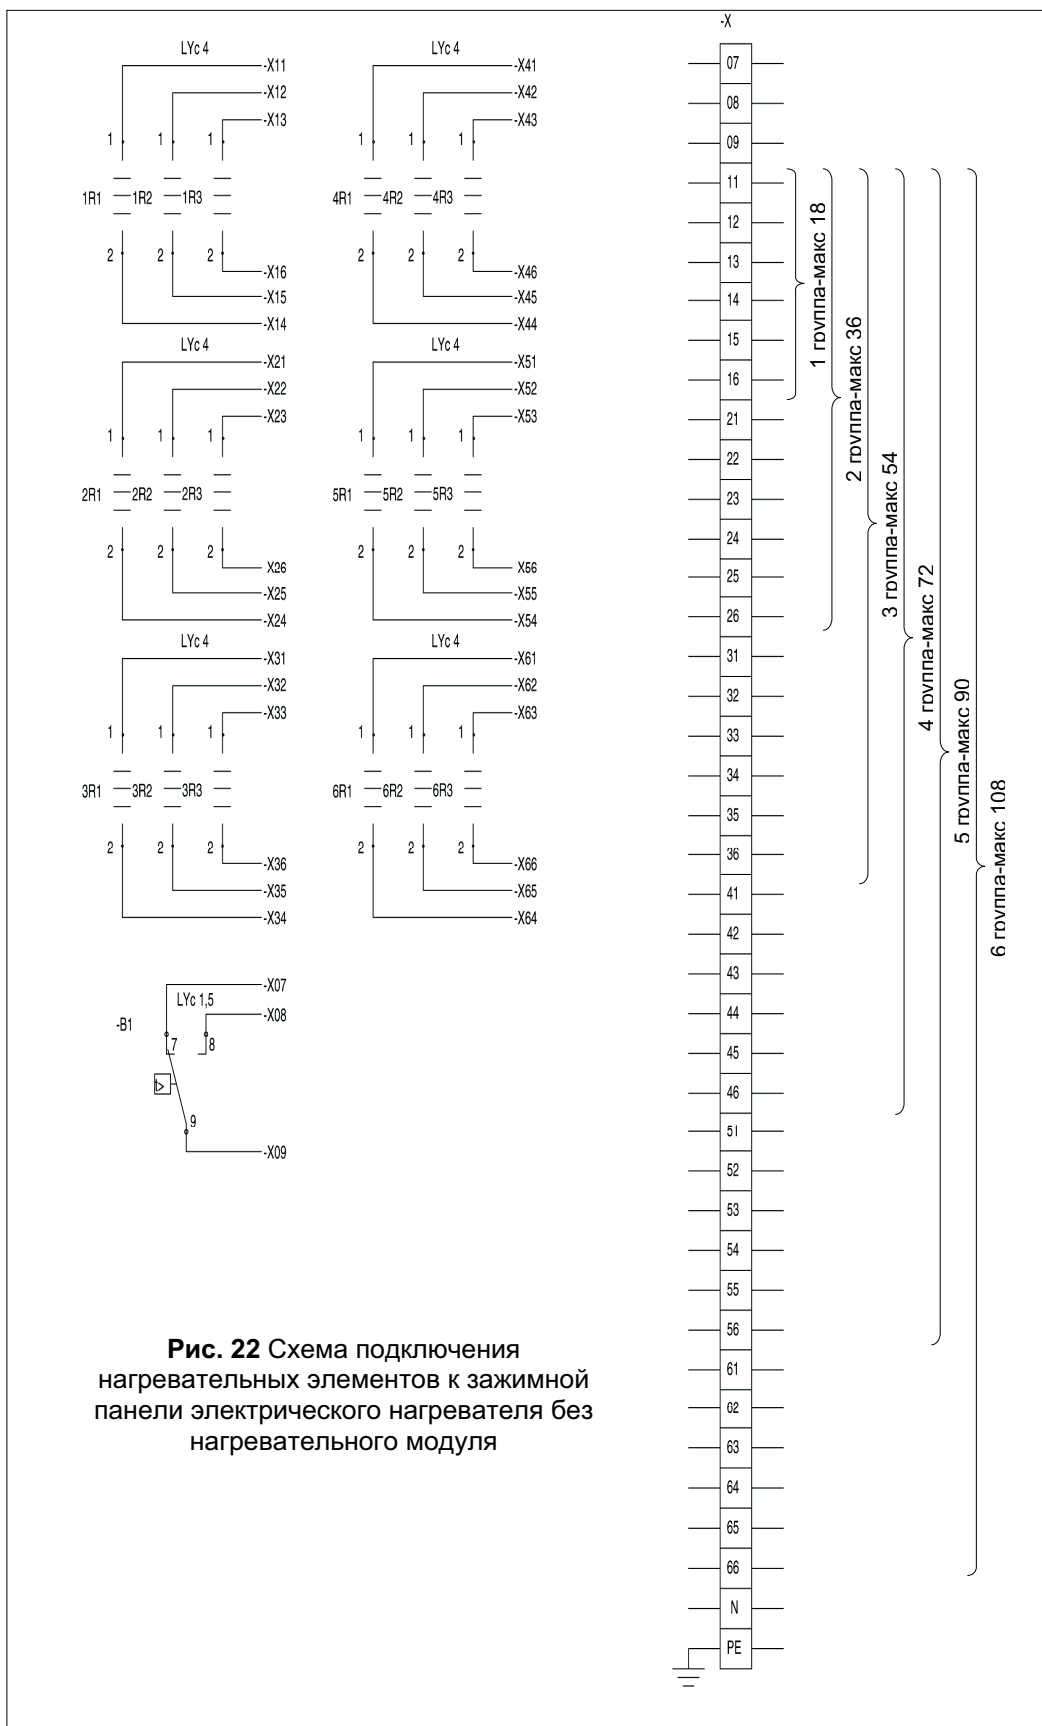 -X
LYc 4
-X11
-X12
-X13
1 1 1
1R1 1R2 1R3
2 2 2
-X16
-X15
-X14
LYc 4
-X21
-X22
-X23
1 1 1
2R1 2R2 2R3
2 2 2
-X26
-X25
-X24
LYc 4
-X31
-X32
-X33
1 1 1
3R1 3R2 3R3
2 2 2
-X36
-X35
-X34
LYc 4
-X41
-X42
-X43
1 1 1
4R1 4R2 4R3
2 2 2
-X46
-X45
-X44
LYc 4
-X51
-X52
-X53
1 1 1
5R1 5R2 5R3
2 2 2
-X56
-X55
-X54
LYc 4
-X61
-X62
-X63
1 1 1
6R1 6R2 6R3
2 2 2
-X66
-X65
-X64
-X07
LYc 1,5
-X08
-B1
7 8
9
-X09
07
08
09
11
12
13
14
15
16
21
22
23
24
25
26
31
32
33
34
35
36
41
42
43
44
45
46
51
52
53
54
55
56
61
62
63
64
65
66
N
PE
1 группа-макс 18
2 группа-макс 36
3 группа-макс 54
4 группа-макс 72
5 группа-макс 90
6 группа-макс 108
Рис. 22 Схема подключения
нагревательных элементов к зажимной
панели электрического нагревателя без
нагревательного модуля